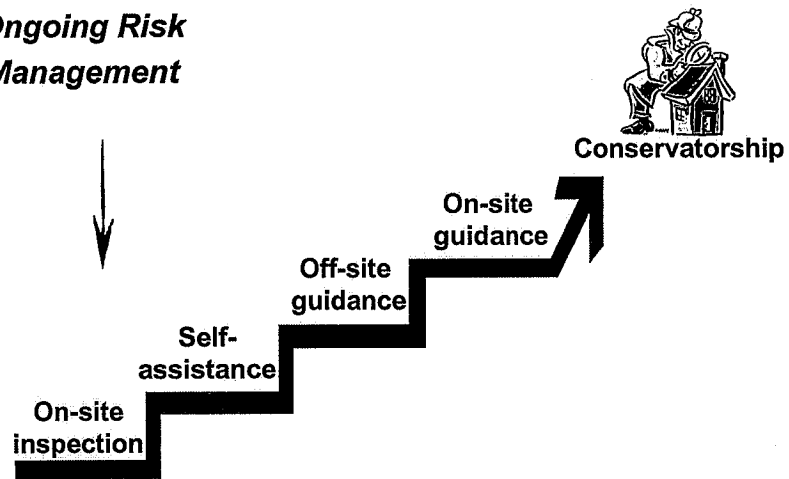 Ongoing Risk
Management
Conservatorship
On-site
guidance
Off-site
guidance
Self-
assistance
On-site
inspection